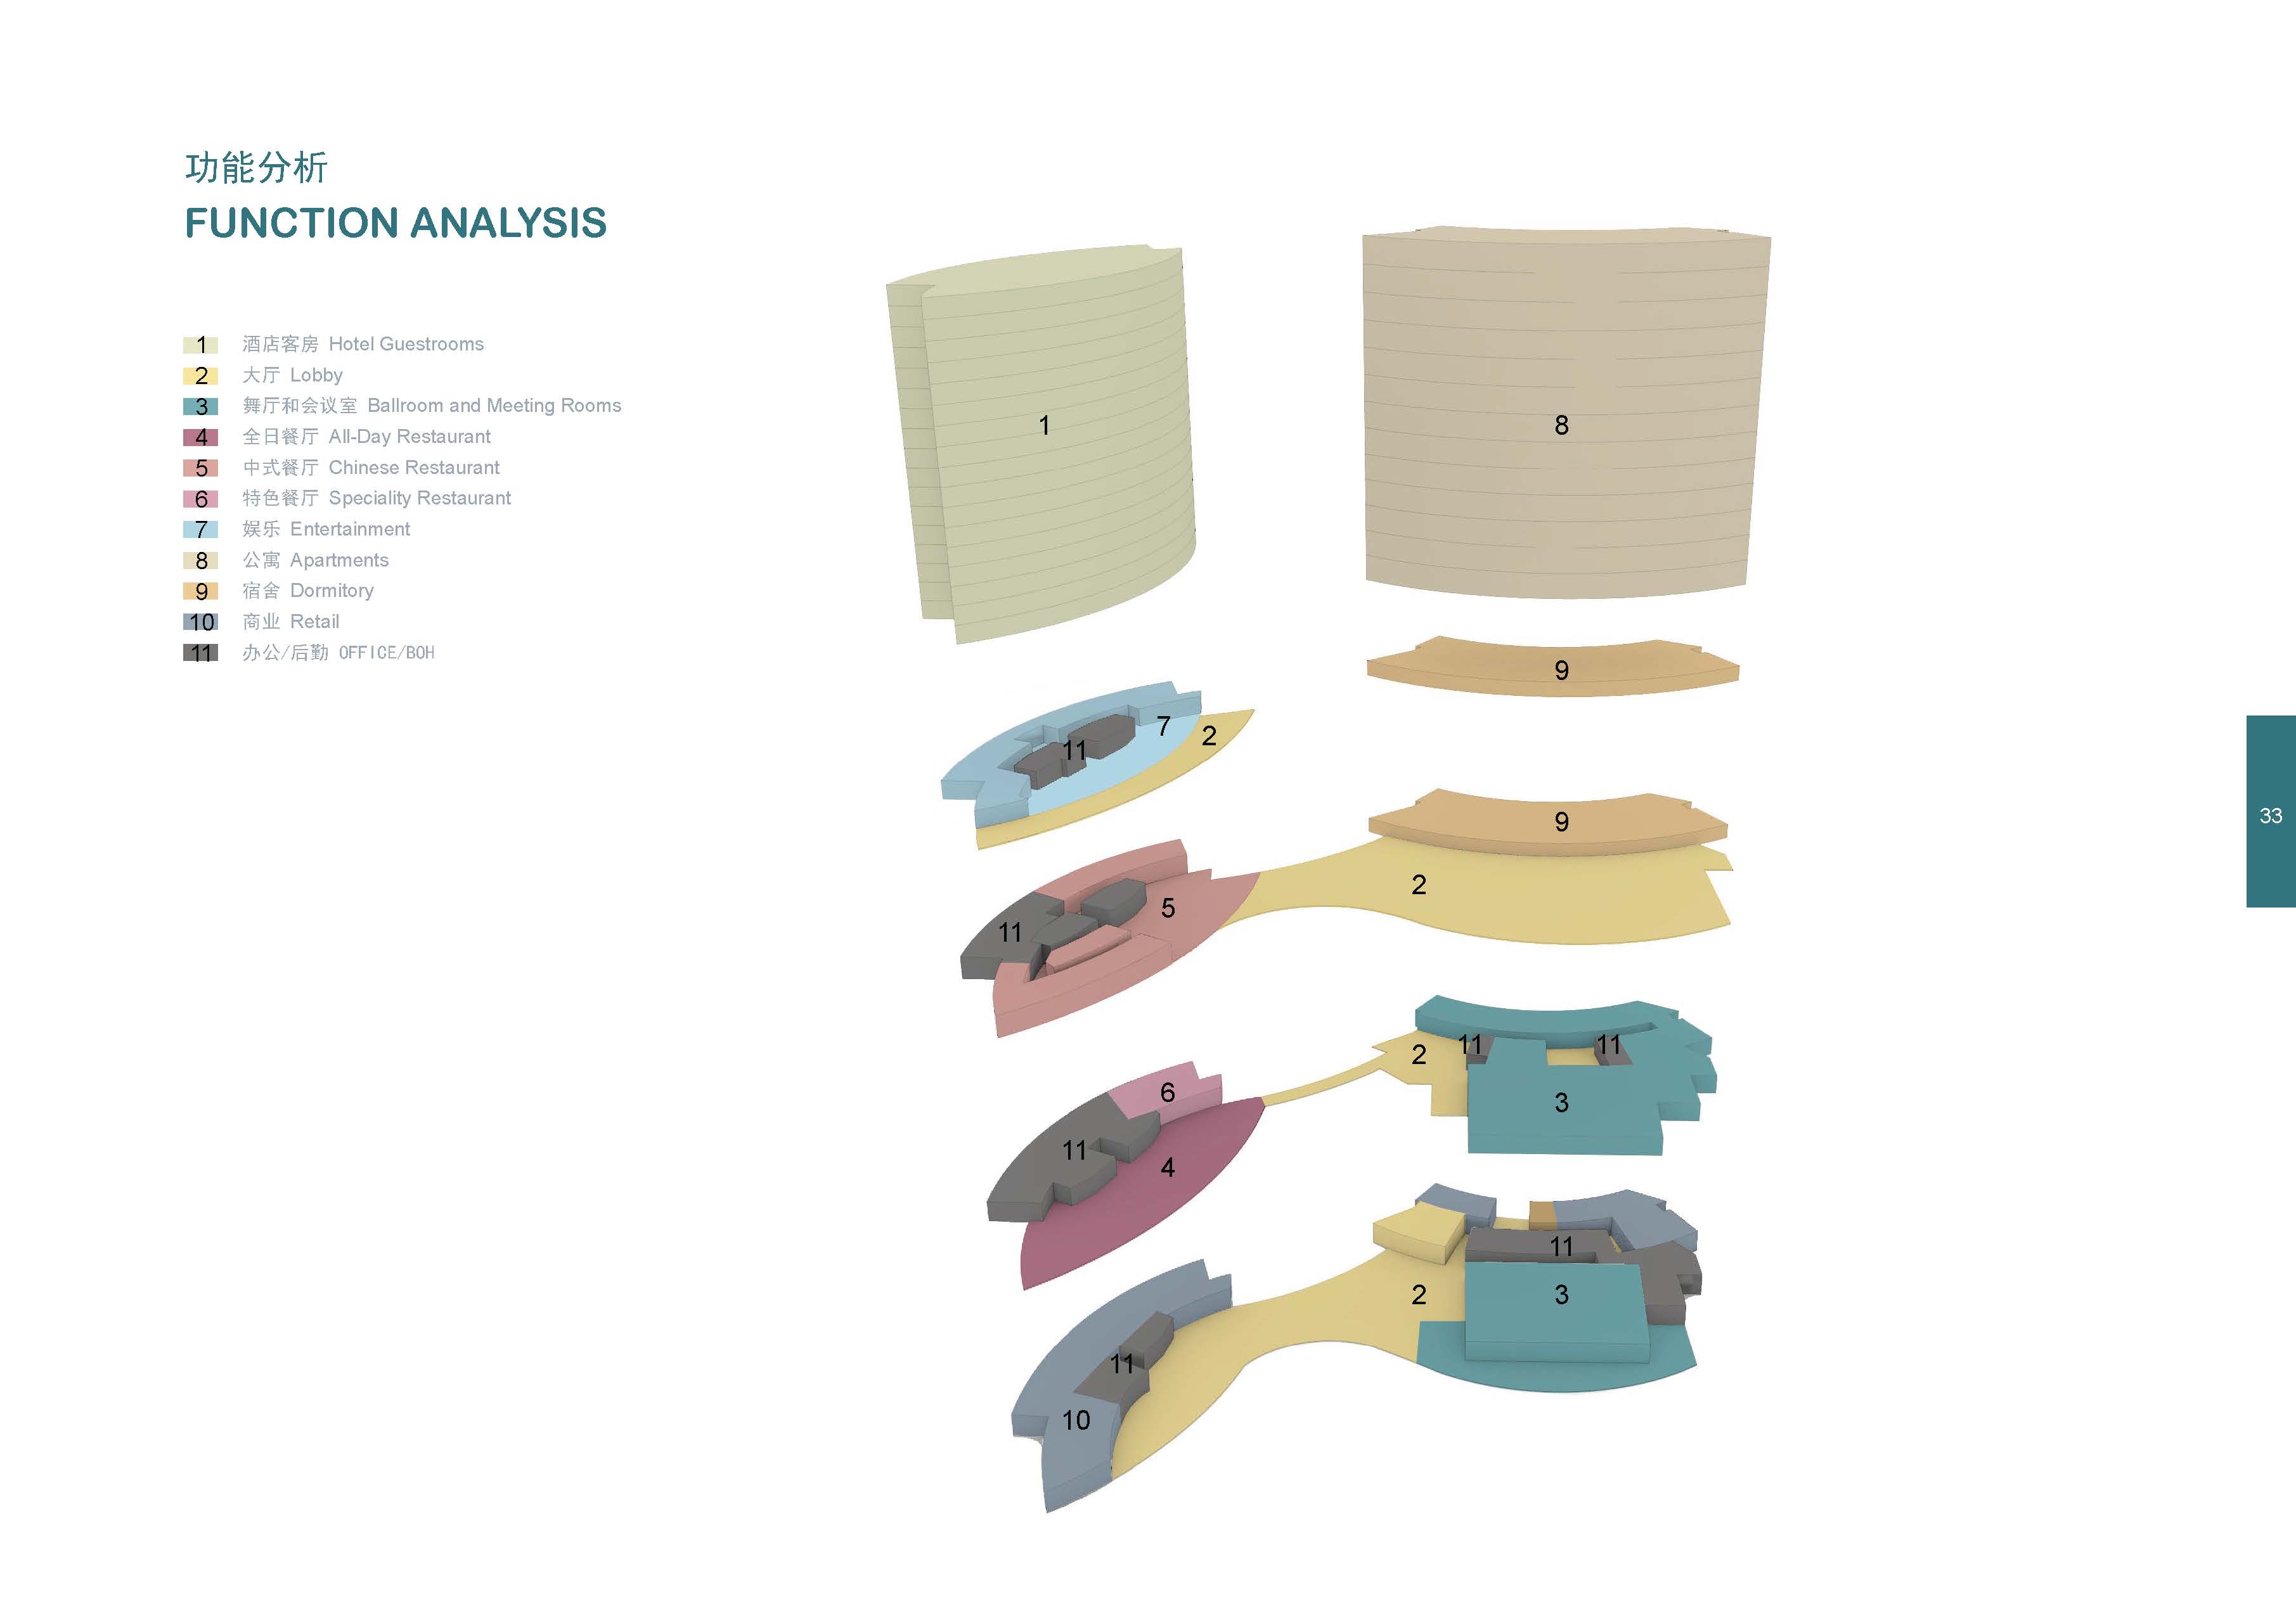 功能分析
FUNCTION ANALYSIS
1 酒店客房 Hotel Guestrooms
2 大厅 Lobby
3 舞厅和会议室 Ballroom and Meeting Rooms
4 全日餐厅 All-Day Restaurant
5 中式餐厅 Chinese Restaurant
6 特色餐厅 Speciality Restaurant
7 娱乐 Entertainment
8 公寓 Apartments
9 宿舍 Dormitory
10 商业 Retail
11 办公/后勤 OFFICE/BOH
1
8
9
7
2
11
9
2
5
11
2
11
11
3
6
11
4
11
2
3
11
10
33